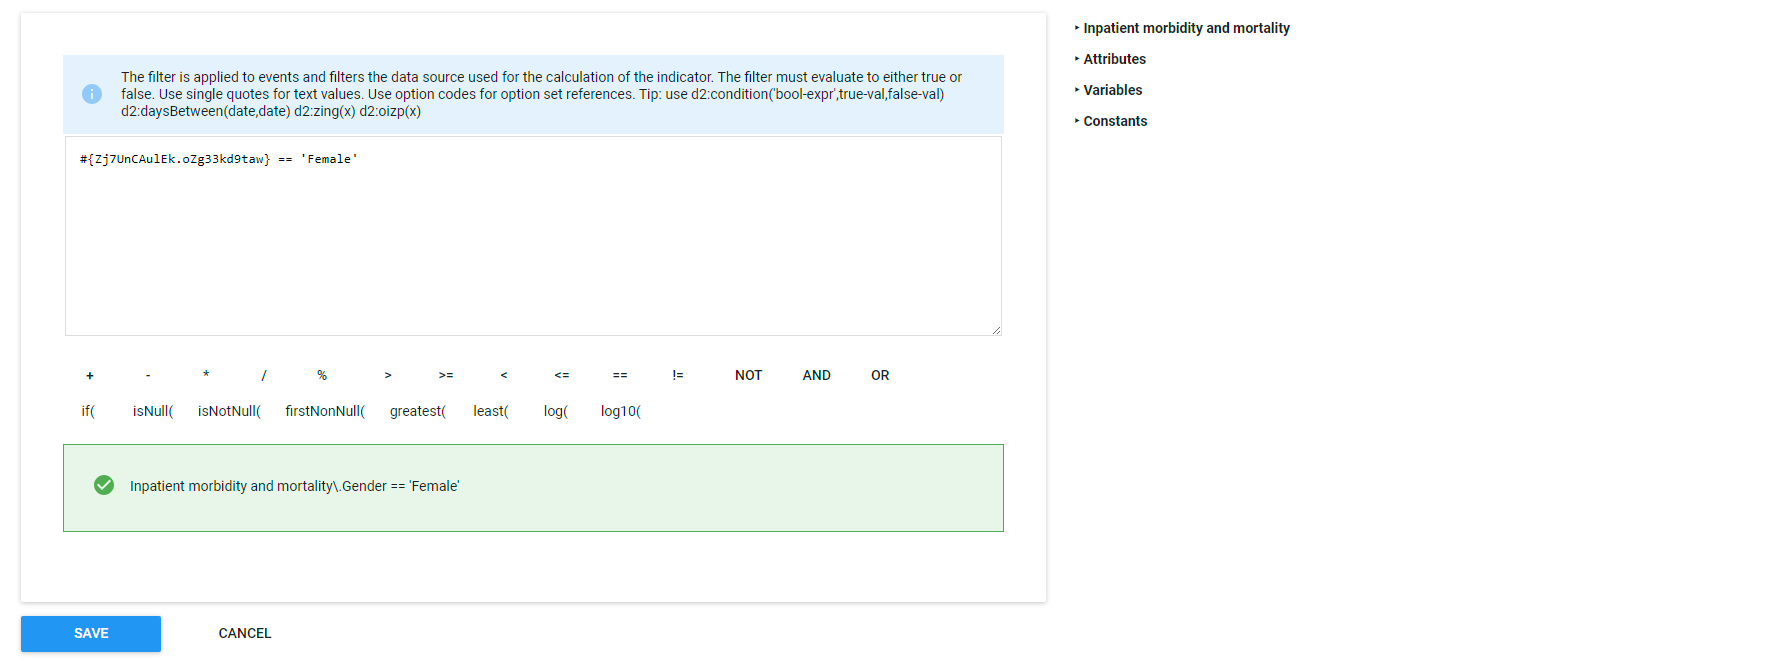 The filter is applied to events and filters the data source used for the calculation of the indicator. The filter must evaluate to either true or
false. Use single quotes for text values. Use option codes for option set references. Tip: use d2:condition('bool-expr',true-val,false-val)
d2:daysBetween(date,date) d2:zing(x) d2:oizp(x)
#{Zj7UnCAulEk.oZg33kd9taw} == 'Female'
+ - * / % > >= < <= == != NOT AND OR
if( isNull( isNotNull( firstNonNull( greatest( least( log( log10(
Inpatient morbidity and mortality\.Gender == 'Female'
SAVE CANCEL
Inpatient morbidity and mortality
Attributes
Variables
Constants